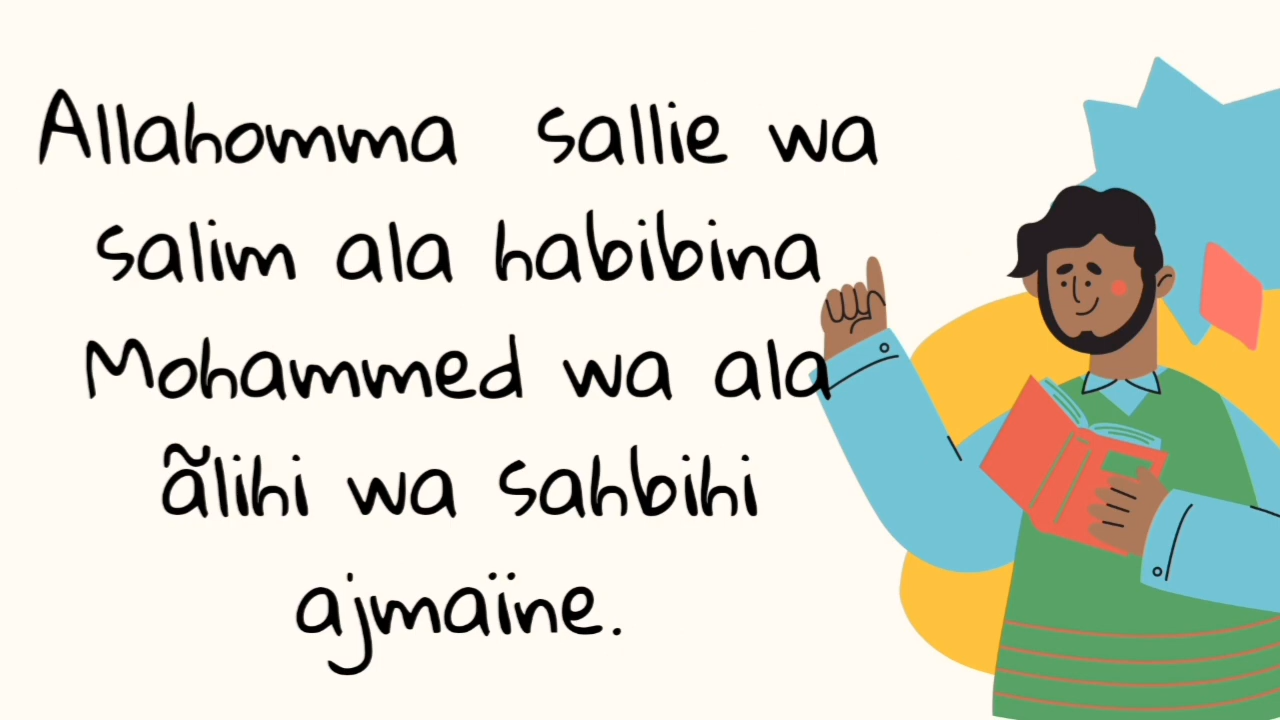 Allahomma sallie wa
salim ala habibina
Mohammed wa ala
ãlihi wa sahbihi
ajmaïne.